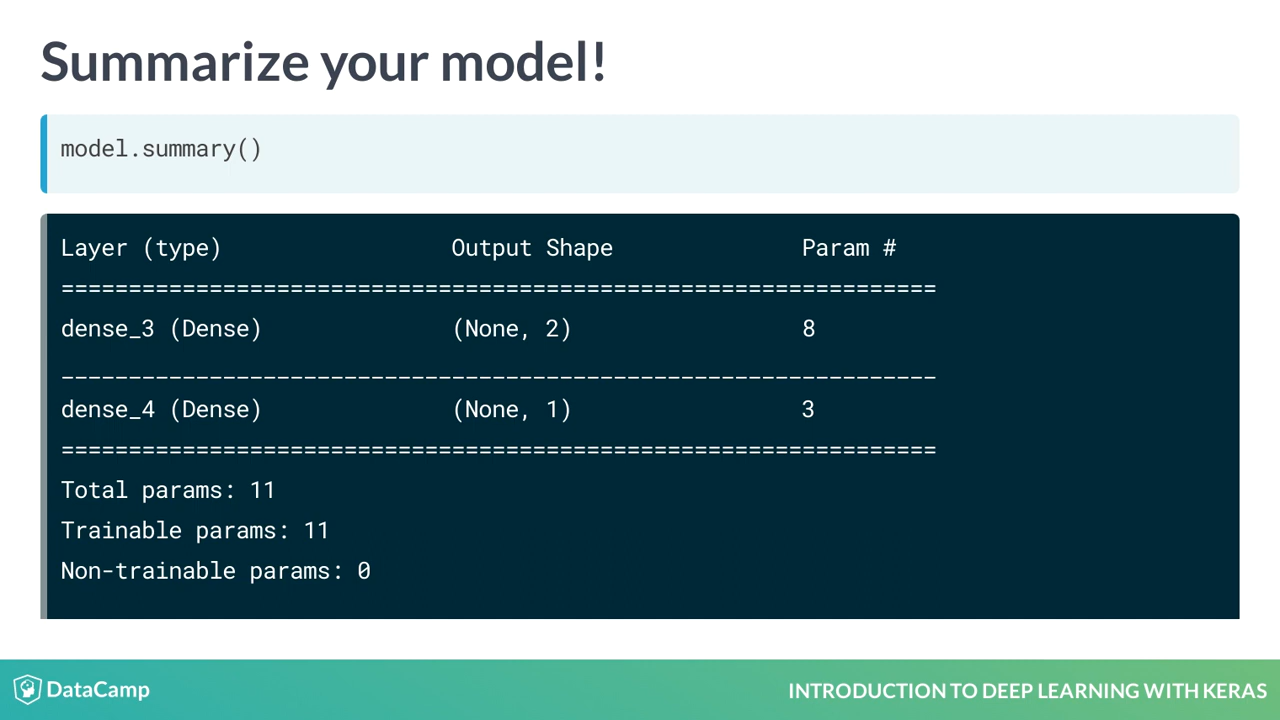 Summarize your model!
model.summary()
Layer (type) Output Shape Param #
=================================================================
dense_3 (Dense) (None, 2) 8
_________________________________________________________________
dense_4 (Dense) (None, 1) 3
=================================================================
Total params: 11
Trainable params: 11
Non-trainable params: 0
DataCamp
INTRODUCTION TO DEEP LEARNING WITH KERAS